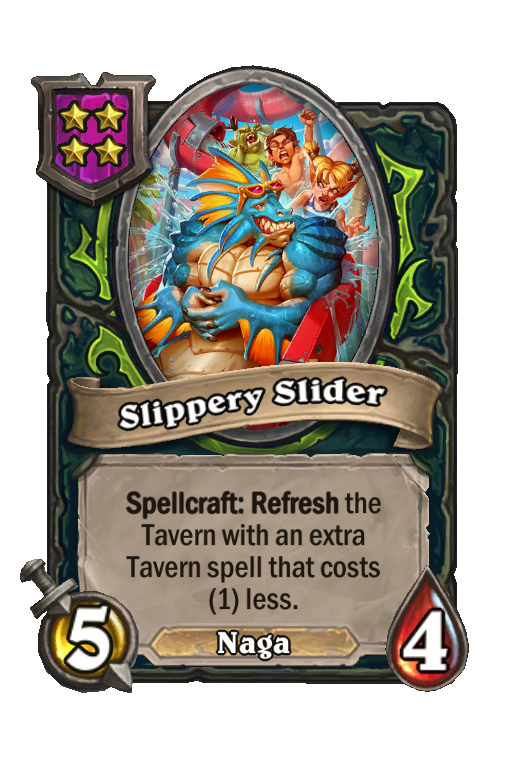 Slippery Slider
Spellcraft: Refresh the
Tavern with an extra
Tavern spell that costs
(1) less.
5
Naga
4